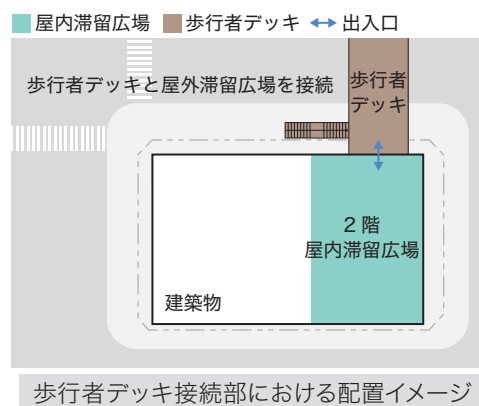 屋内滞留広場 歩行者デッキ 出入口
歩行者デッキと屋外滞留広場を接続
歩行者
デッキ
2階
屋内滞留広場
建築物
歩行者デッキ接続部における配置イメージ